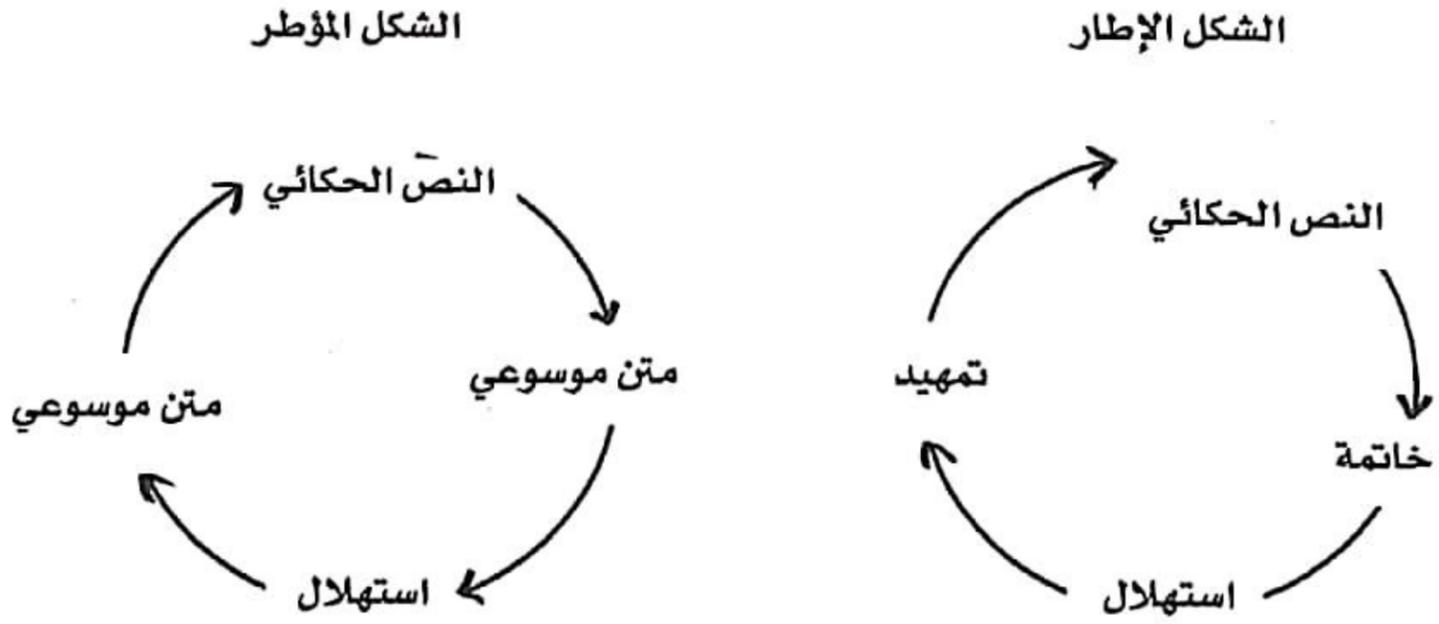 الشكل الإطار
النص الحكائي
تمهيد
خاتمة
استهلال
الشكل المؤطر
النصّ الحكائي
متن موسوعي
متن موسوعي
استهلال